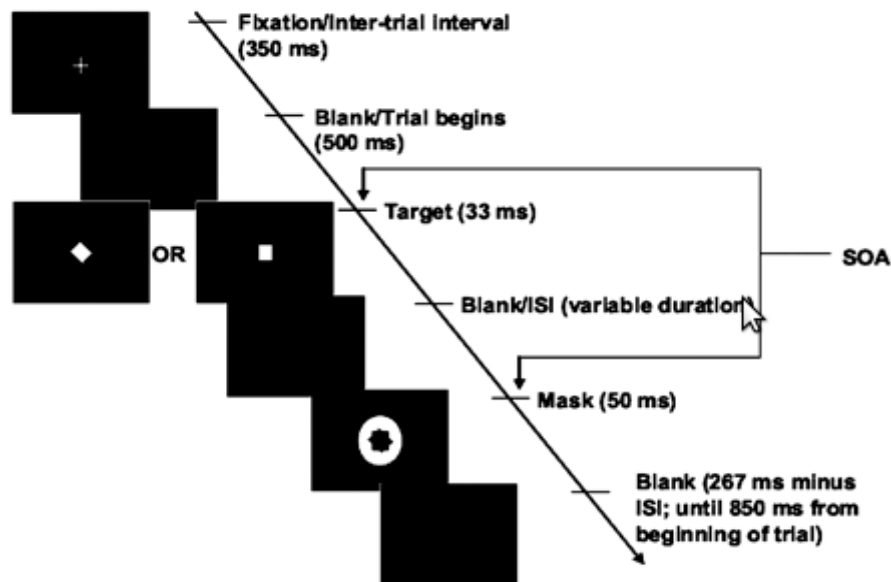 Fixation/Inter-trial interval
(350 ms)
Blank/Trial begins
(500 ms)
Target (33 ms)
OR
SOA
Blank/ISI (variable duration)
Mask (50 ms)
Blank (267 ms minus
ISI; until 850 ms from
beginning of trial)